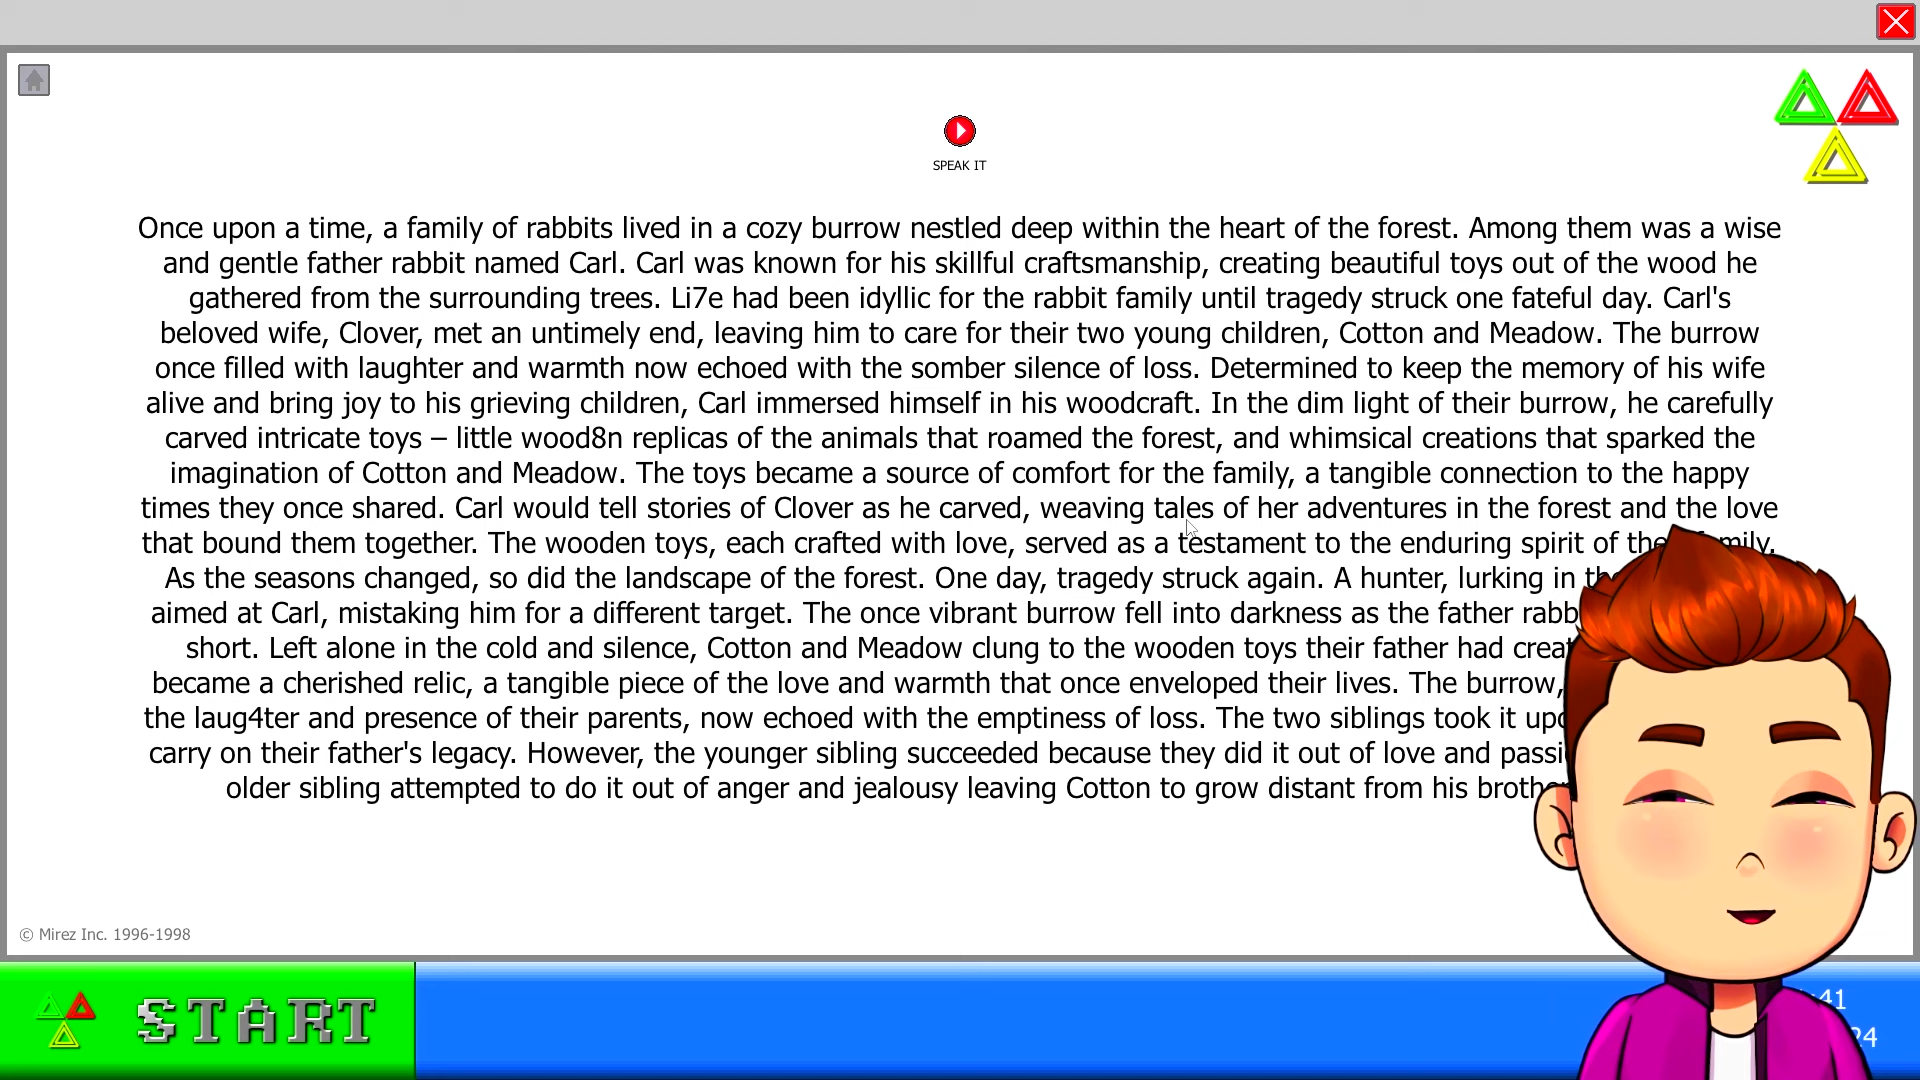 SPEAK IT
Once upon a time, a family of rabbits lived in a cozy burrow nestled deep within the heart of the forest. Among them was a wise
and gentle father rabbit named Carl. Carl was known for his skillful craftsmanship, creating beautiful toys out of the wood he
gathered from the surrounding trees. Li7e had been idyllic for the rabbit family until tragedy struck one fateful day. Carl's
beloved wife, Clover, met an untimely end, leaving him to care for their two young children, Cotton and Meadow. The burrow
once filled with laughter and warmth now echoed with the somber silence of loss. Determined to keep the memory of his wife
alive and bring joy to his grieving children, Carl immersed himself in his woodcraft. In the dim light of their burrow, he carefully
carved intricate toys – little wood8n replicas of the animals that roamed the forest, and whimsical creations that sparked the
imagination of Cotton and Meadow. The toys became a source of comfort for the family, a tangible connection to the happy
times they once shared. Carl would tell stories of Clover as he carved, weaving tales of her adventures in the forest and the love
that bound them together. The wooden toys, each crafted with love, served as a testament to the enduring spirit of
As the seasons changed, so did the landscape of the forest. One day, tragedy struck again. A hunter, lurking in
aimed at Carl, mistaking him for a different target. The once vibrant burrow fell into darkness as the father
short. Left alone in the cold and silence, Cotton and Meadow clung to the wooden toys their father had
became a cherished relic, a tangible piece of the love and warmth that once enveloped their lives. The burrow,
the laug4ter and presence of their parents, now echoed with the emptiness of loss. The two siblings took it
carry on their father's legacy. However, the younger sibling succeeded because they did it out of love and
older sibling attempted to do it out of anger and jealousy leaving Cotton to grow distant from his
© Mirez Inc. 1996-1998
START